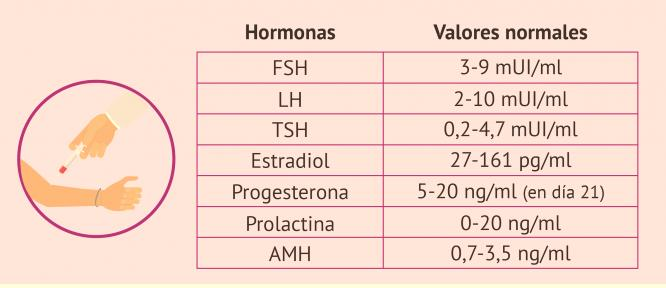 Hormonas Valores normales
FSH 3-9 mUI/ml
LH 2-10 mUI/ml
TSH 0,2-4,7 mUI/ml
Estradiol 27-161 pg/ml
Progesterona 5-20 ng/ml (en día 21)
Prolactina 0-20 ng/ml
AMH 0,7-3,5 ng/ml